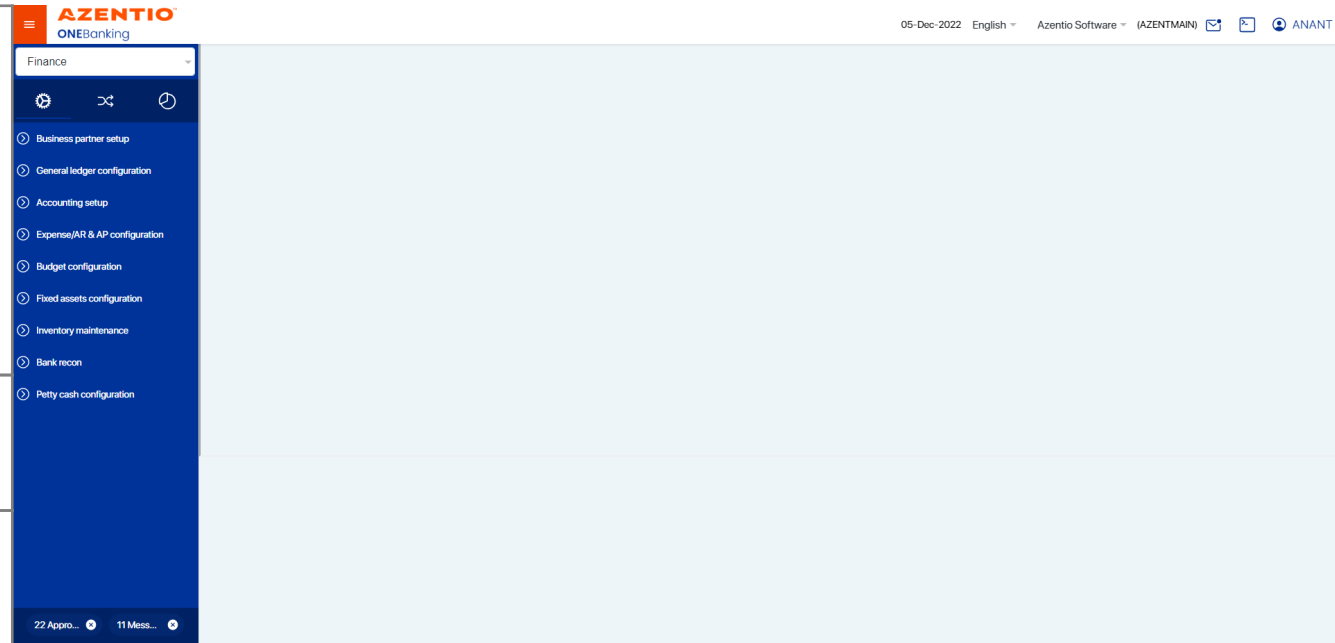 AZENTIO
ONEBanking
05-Dec-2022 English Azentio Software (AZENTMAIN) ANANT
Finance
Business partner setup
General ledger configuration
Accounting setup
Expense/AR & AP configuration
Budget configuration
Fixed assets configuration
Inventory maintenance
Bank recon
Petty cash configuration
22 Appro... 11 Mess...